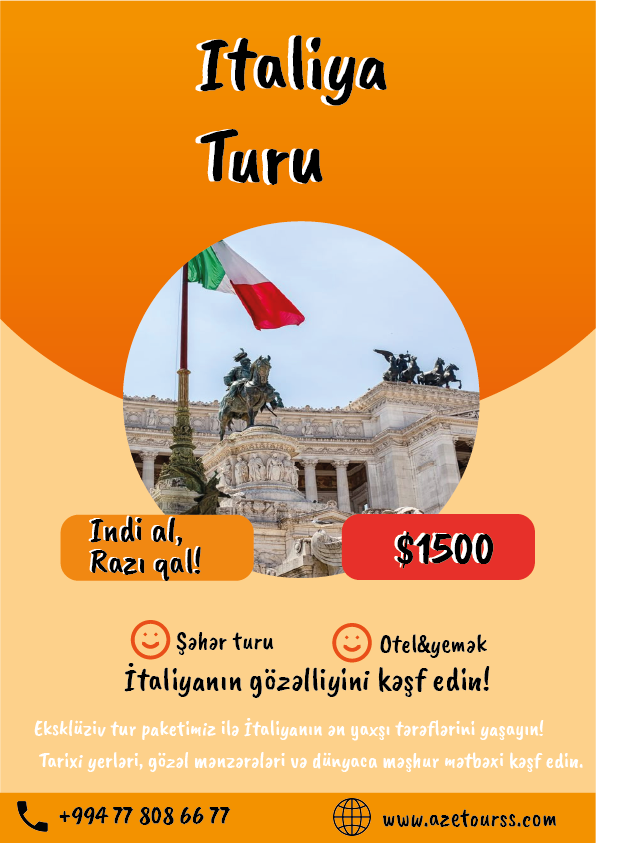 Italiya
Turu
Indi al,
Razı qal!
$1500
Şəhər turu
Otel&yemək
İtaliyanın gözəlliyini kəşf edin!
Eksklüziv tur paketimiz ilə İtaliyanın ən yaxşı tərəflərini yaşayın!
Tarixi yerləri, gözəl mənzərələri və dünyaca məşhur mətbəxi kəşf edin.
+994 77 808 66 77
www.azetourss.com